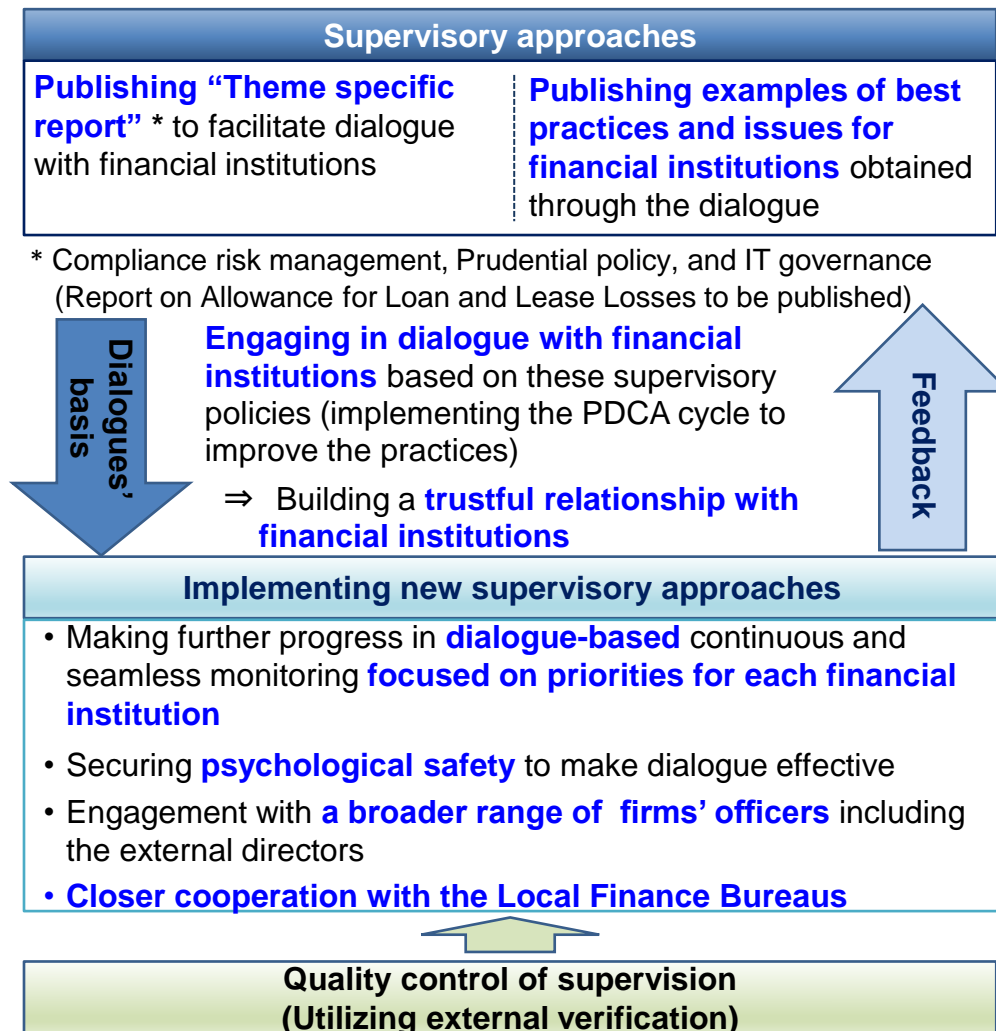 Supervisory approaches
Publishing “Theme specific
report” * to facilitate dialogue
with financial institutions
Publishing examples of best
practices and issues for
financial institutions obtained
through the dialogue
* Compliance risk management, Prudential policy, and IT governance
(Report on Allowance for Loan and Lease Losses to be published)
Dialogues’
basis
Engaging in dialogue with financial
institutions based on these supervisory
policies (implementing the PDCA cycle to
improve the practices)
⇒ Building a trustful relationship with
financial institutions
Feedback
Implementing new supervisory approaches
• Making further progress in dialogue-based continuous and
seamless monitoring focused on priorities for each financial
institution
• Securing psychological safety to make dialogue effective
• Engagement with a broader range of firms’ officers including
the external directors
• Closer cooperation with the Local Finance Bureaus
Quality control of supervision
(Utilizing external verification)